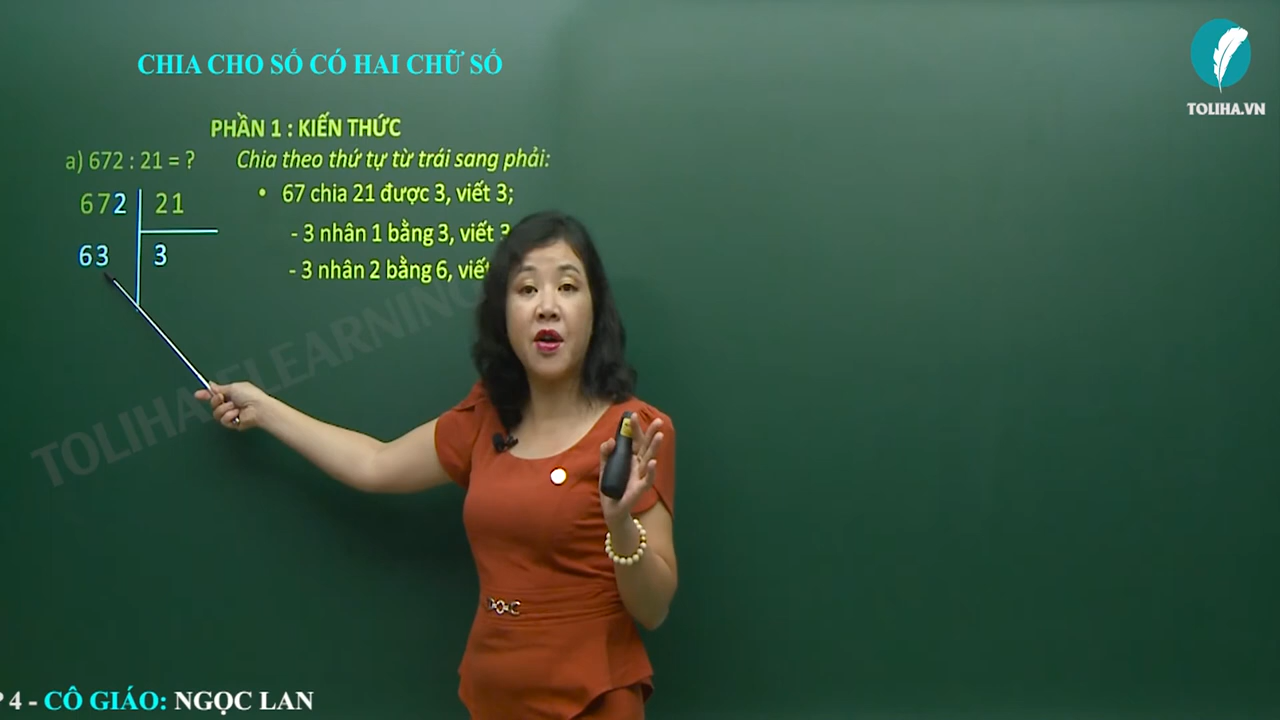 CHIA CHO SỐ CÓ HAI CHỮ SỐ
TOLIHA.VN
PHẦN 1 : KIẾN THỨC
a) 672 : 21 = ?
Chia theo thứ tự từ trái sang phải:
672 21
63 3
• 67 chia 21 được 3, viết 3;
- 3 nhân 1 bằng 3, viết
- 3 nhân 2 bằng 6, viết
TOLIHA ELEARNING
4 - CÔ GIÁO: NGỌC LAN